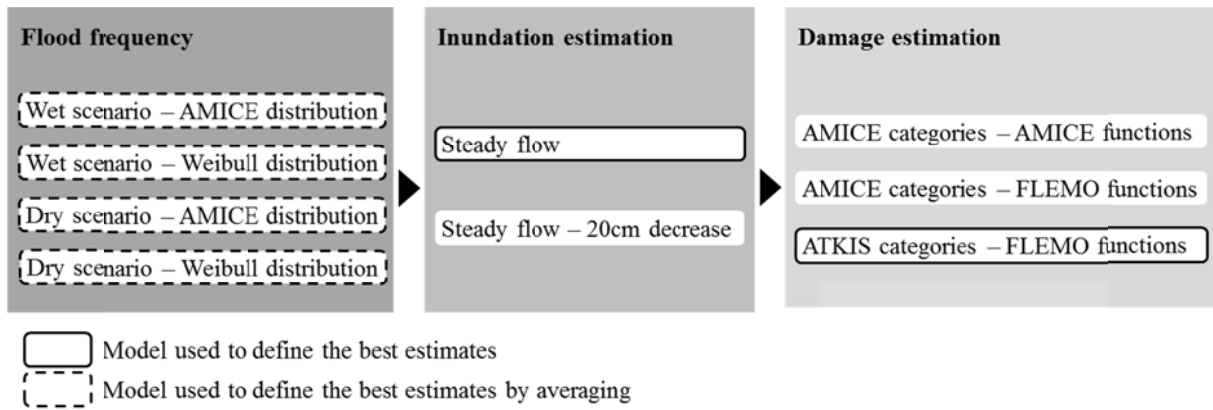 Flood frequency
Wet scenario – AMICE distribution
Wet scenario – Weibull distribution
Dry scenario – AMICE distribution
Dry scenario – Weibull distribution
Inundation estimation
Steady flow
Steady flow – 20cm decrease
Damage estimation
AMICE categories – AMICE functions
AMICE categories – FLEMO functions
ATKIS categories – FLEMO functions
Model used to define the best estimates
Model used to define the best estimates by averaging